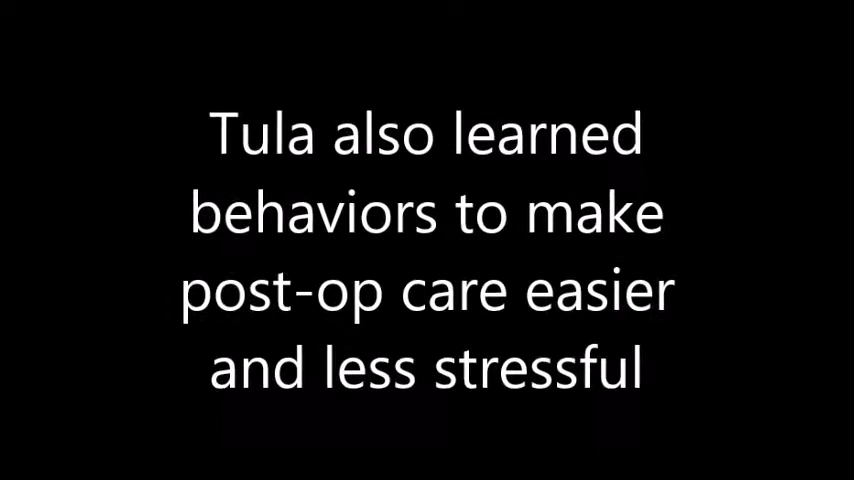 Tula also learned
behaviors to make
post-op care easier
and less stressful